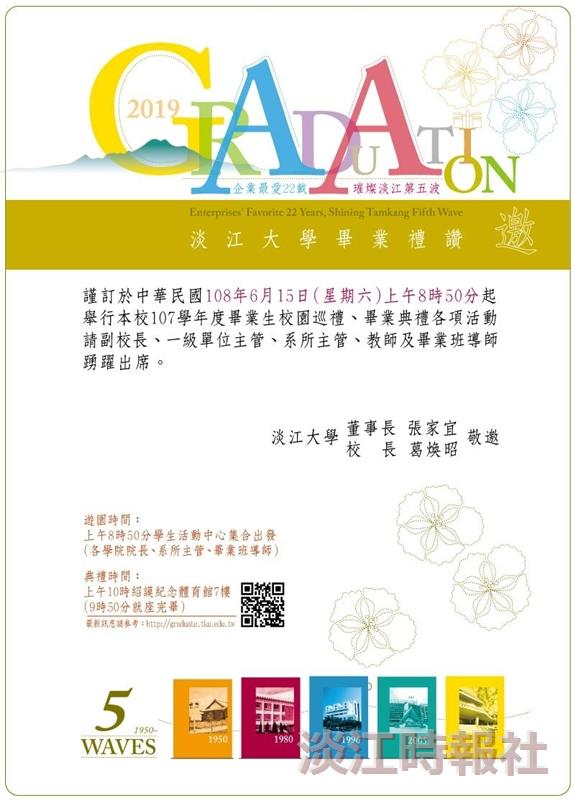 2019
GRADUATION
企業最愛22載 璀燦淡江第五波
Enterprises' Favorite 22 Years, Shining Tamkang Fifth Wave
淡江大學畢業禮讚 邀
謹訂於中華民國108年6月15日(星期六)上午8時50分起
舉行本校107學年度畢業生校園巡禮、畢業典禮各項活動
請副校長、一級單位主管、系所主管、教師及畢業班導師
踴躍出席。
淡江大學 董事長 張家宜 敬邀
校 長 葛煥昭
遊園時間：
上午8時50分學生活動中心集合出發
(各學院院長、系所主管、畢業班導師)
典禮時間：
上午10時紹謨紀念體育館7樓
(9時50分就座完畢)
最新訊息請參考：http://graduate.tku.edu.tw
5
1950-
WAVES
1950
1980
1996
2005
淡江時報社